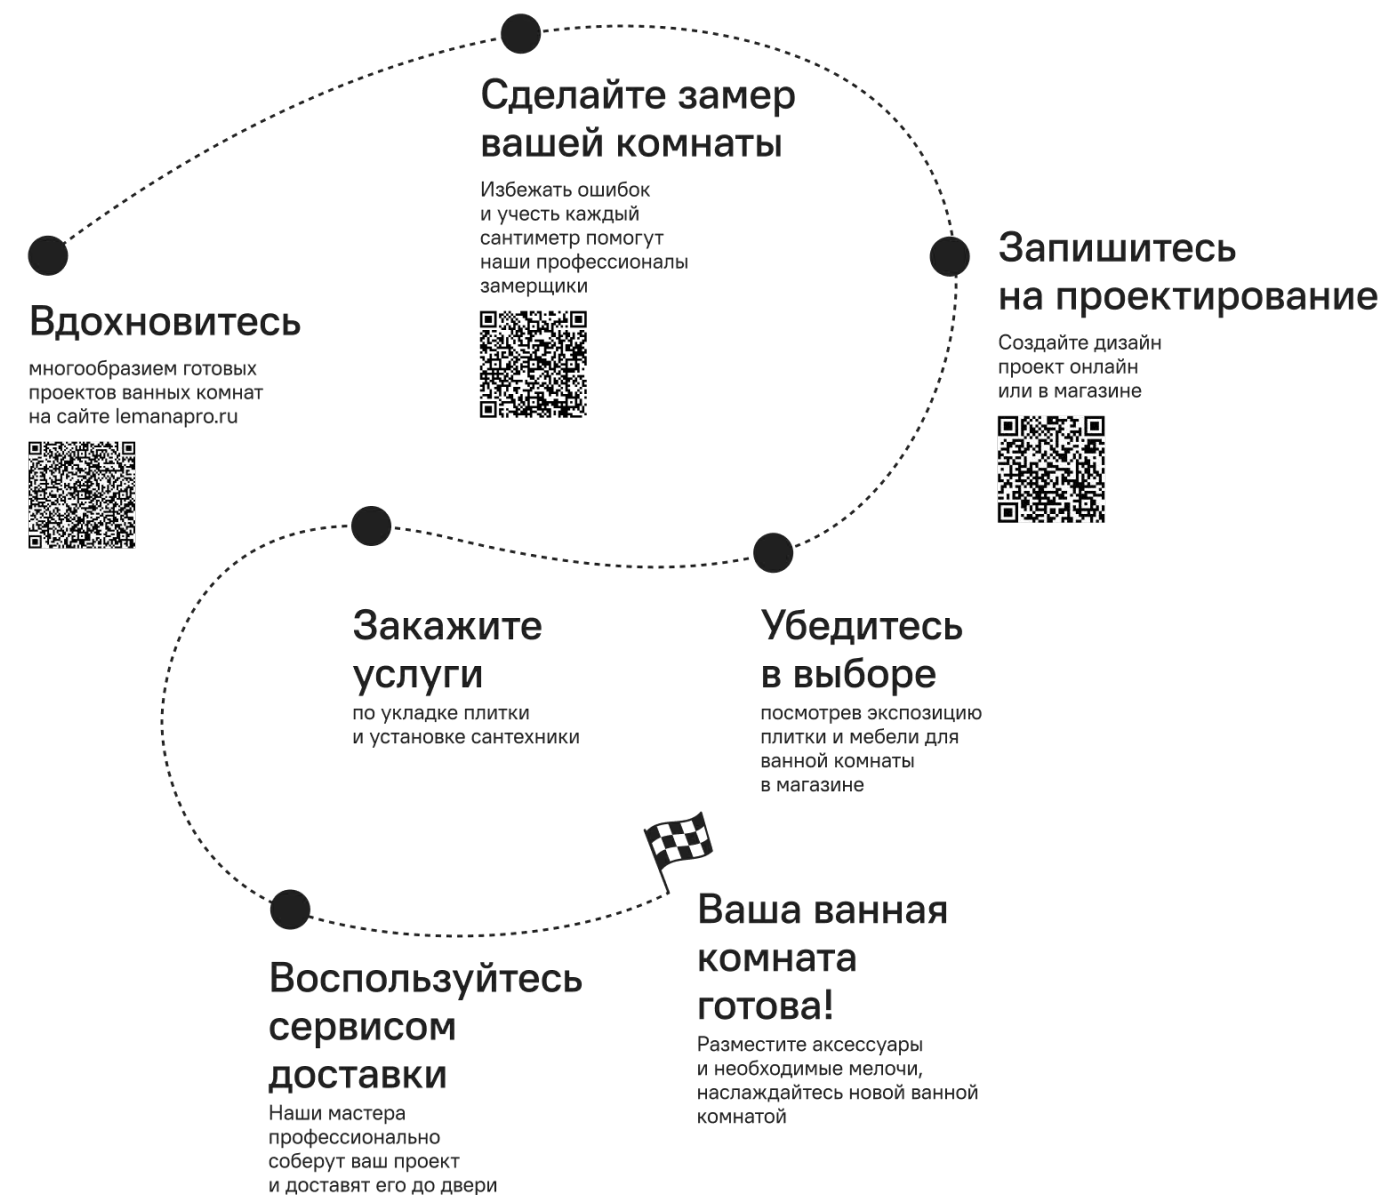 Вдохновитесь
многообразием готовых
проектов ванных комнат
на сайте lemanapro.ru
Сделайте замер
вашей комнаты
Избежать ошибок
и учесть каждый
сантиметр помогут
наши профессионалы
замерщики
Запишитесь
на проектирование
Создайте дизайн
проект онлайн
или в магазине
Убедитесь
в выборе
посмотрев экспозицию
плитки и мебели для
ванной комнаты
в магазине
Закажите
услуги
по укладке плитки
и установке сантехники
Воспользуйтесь
сервисом
доставки
Наши мастера
профессионально
соберут ваш проект
и доставят его до двери
Ваша ванная
комната
готова!
Разместите аксессуары
и необходимые мелочи,
наслаждайтесь новой ванной
комнатой